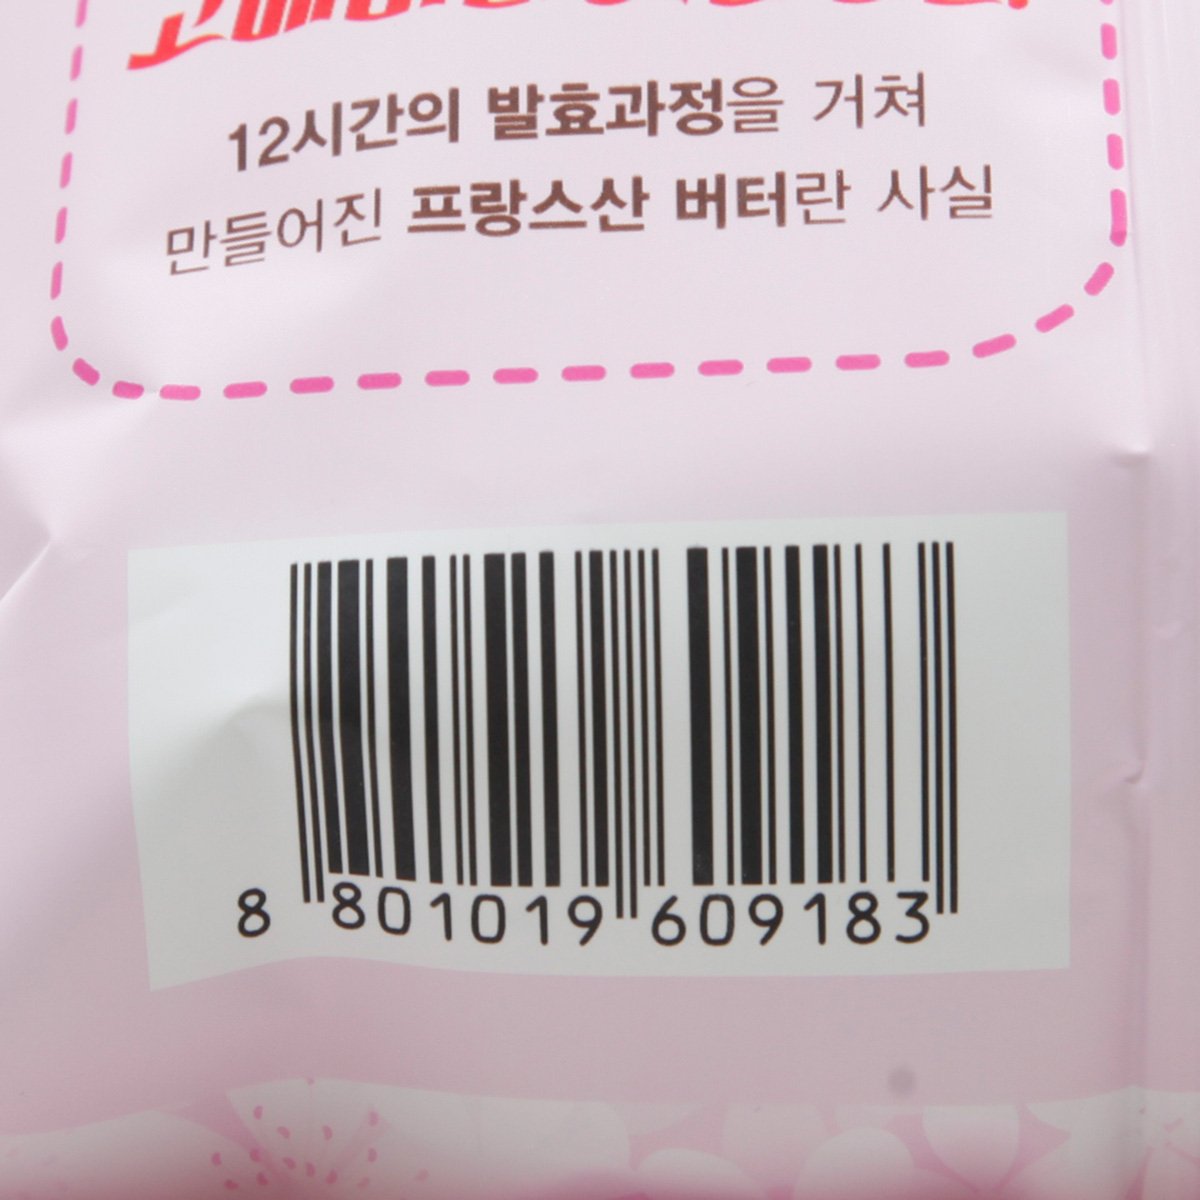 12시간의 발효과정을 거쳐
만들어진 프랑스산 버터란 사실
8 801019 609183